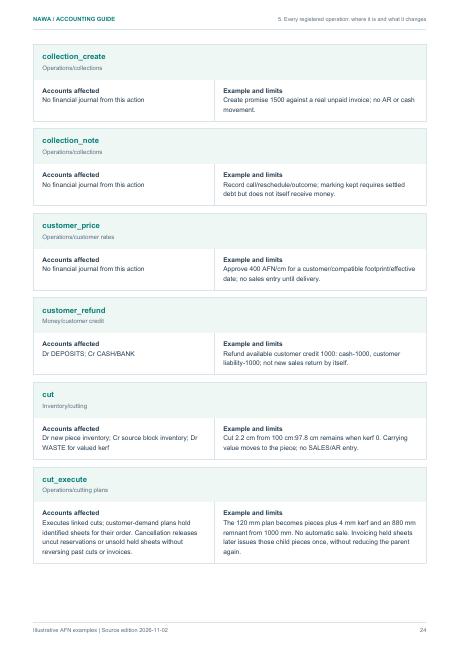 NAWA / ACCOUNTING GUIDE
5. Every registered operation: where it is and what it changes
collection_create
Operations/collections
Accounts affected
No financial journal from this action
Example and limits
Create promise 1500 against a real unpaid invoice; no AR or cash
movement.
collection_note
Operations/collections
Accounts affected
No financial journal from this action
Example and limits
Record call/reschedule/outcome; marking kept requires settled
debt but does not itself receive money.
customer_price
Operations/customer rates
Accounts affected
No financial journal from this action
Example and limits
Approve 400 AFN/cm for a customer/compatible footprint/effective
date; no sales entry until delivery.
customer_refund
Money/customer credit
Accounts affected
Dr DEPOSITS; Cr CASH/BANK
Example and limits
Refund available customer credit 1000: cash-1000, customer
liability-1000; not new sales return by itself.
cut
Inventory/cutting
Accounts affected
Dr new piece inventory; Cr source block inventory; Dr
WASTE for valued kerf
Example and limits
Cut 2.2 cm from 100 cm:97.8 cm remains when kerf 0. Carrying
value moves to the piece; no SALES/AR entry.
cut_execute
Operations/cutting plans
Accounts affected
Executes linked cuts; customer-demand plans hold
identified sheets for their order. Cancellation releases
uncut reservations or unsold held sheets without
reversing past cuts or invoices.
Example and limits
The 120 mm plan becomes pieces plus 4 mm kerf and an 880 mm
remnant from 1000 mm. No automatic sale. Invoicing held sheets
later issues those child pieces once, without reducing the parent
again.
Illustrative AFN examples | Source edition 2026-11-02
24